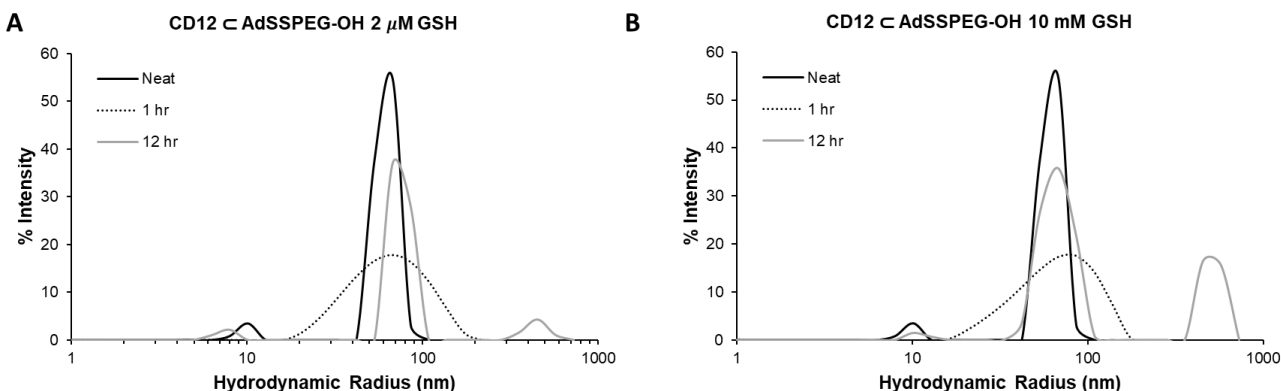 A
CD12 ⊂ AdSSPEG-OH 2 𝜇M GSH
% Intensity
60
50
40
30
20
10
0
Neat
1 hr
12 hr
1
10
100
1000
Hydrodynamic Radius (nm)
B
CD12 ⊂ AdSSPEG-OH 10 mM GSH
% Intensity
60
50
40
30
20
10
0
Neat
1 hr
12 hr
1
10
100
1000
Hydrodynamic Radius (nm)